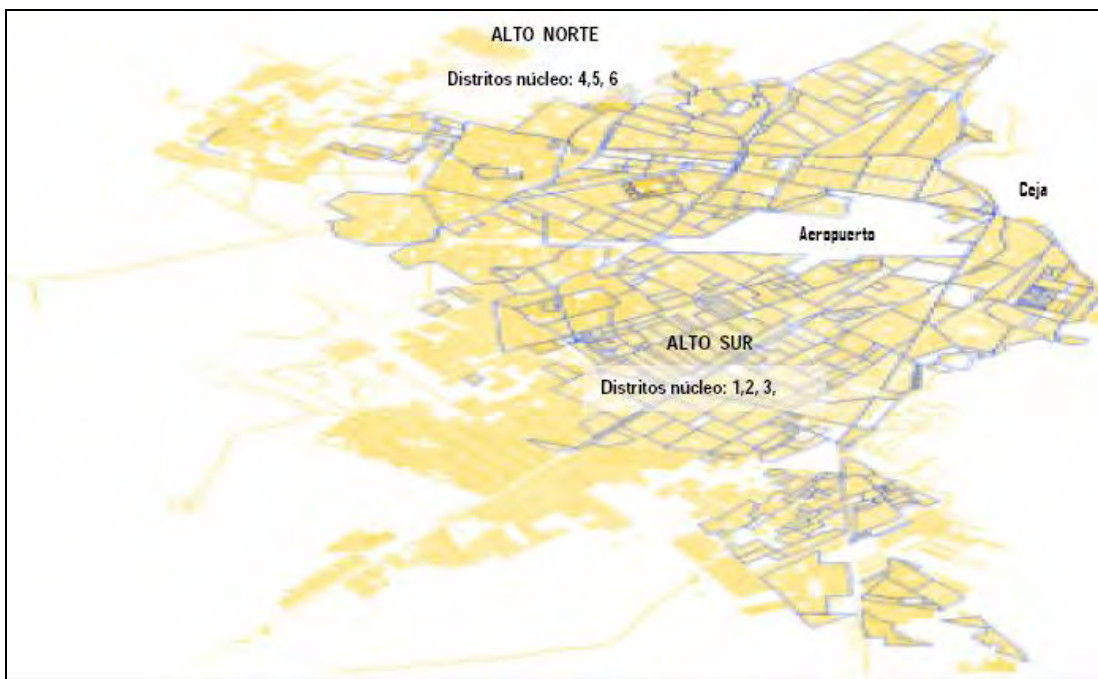 ALTO NORTE
Distritos núcleo: 4,5, 6
Ceja
Aeropuerto
ALTO SUR
Distritos núcleo: 1,2, 3,